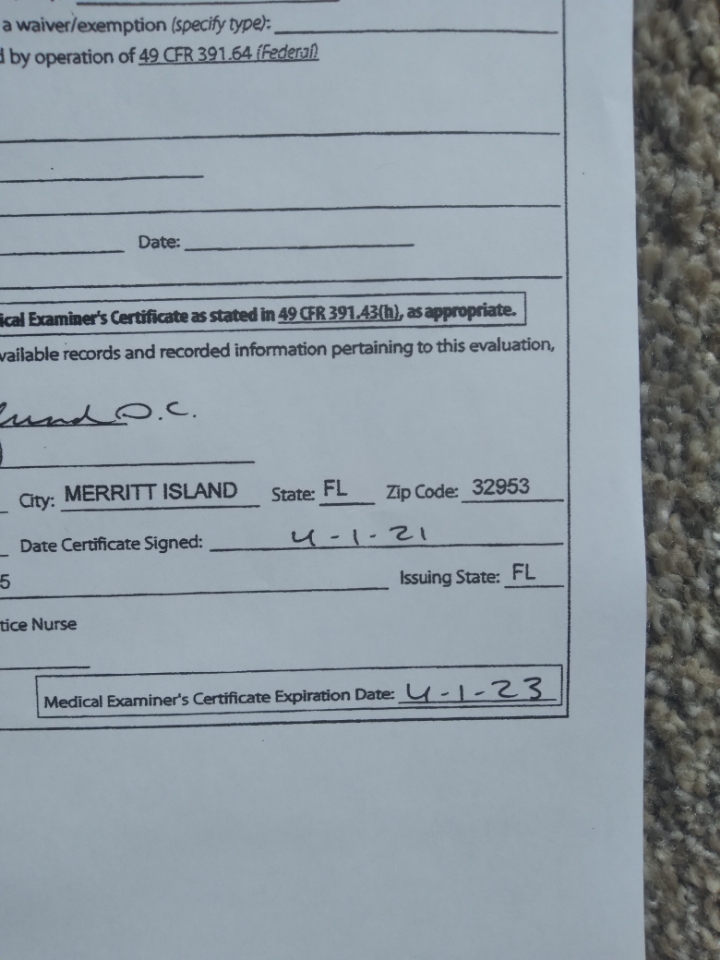 a waiver/exemption (specify type):
by operation of 49 CFR 391.64 (Federal)
Date:
ical Examiner's Certificate as stated in 49 CFR 391.43(h), as appropriate.
vailable records and recorded information pertaining to this evaluation,
D.C.
City: MERRITT ISLAND State: FL Zip Code: 32953
Date Certificate Signed: 4-1-21
5 Issuing State: FL
tice Nurse
Medical Examiner's Certificate Expiration Date: 4-1-23